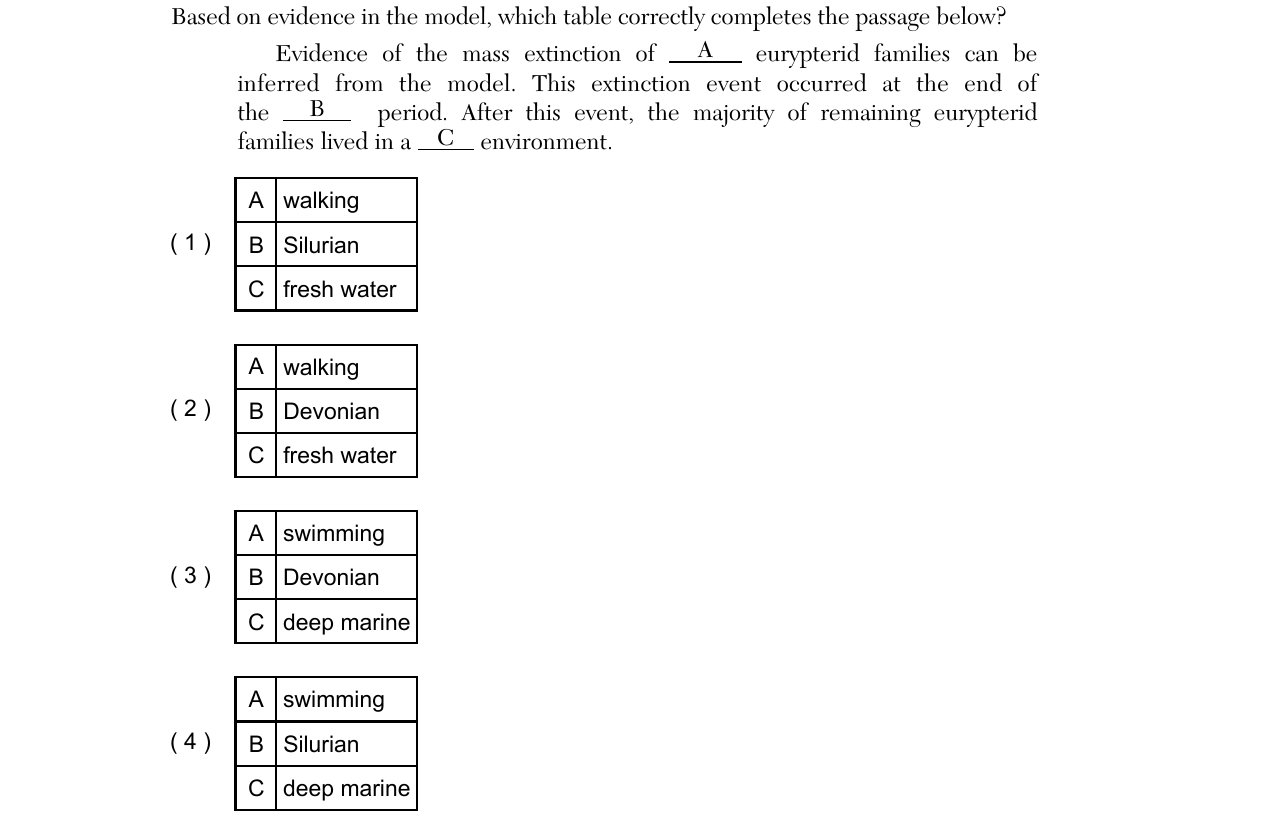 Based on evidence in the model, which table correctly completes the passage below?
Evidence of the mass extinction of A eurypterid families can be
inferred from the model. This extinction event occurred at the end of
the B period. After this event, the majority of remaining eurypterid
families lived in a C environment.
A walking
(1) B Silurian
C fresh water
A walking
(2) B Devonian
C fresh water
A swimming
(3) B Devonian
C deep marine
A swimming
(4) B Silurian
C deep marine